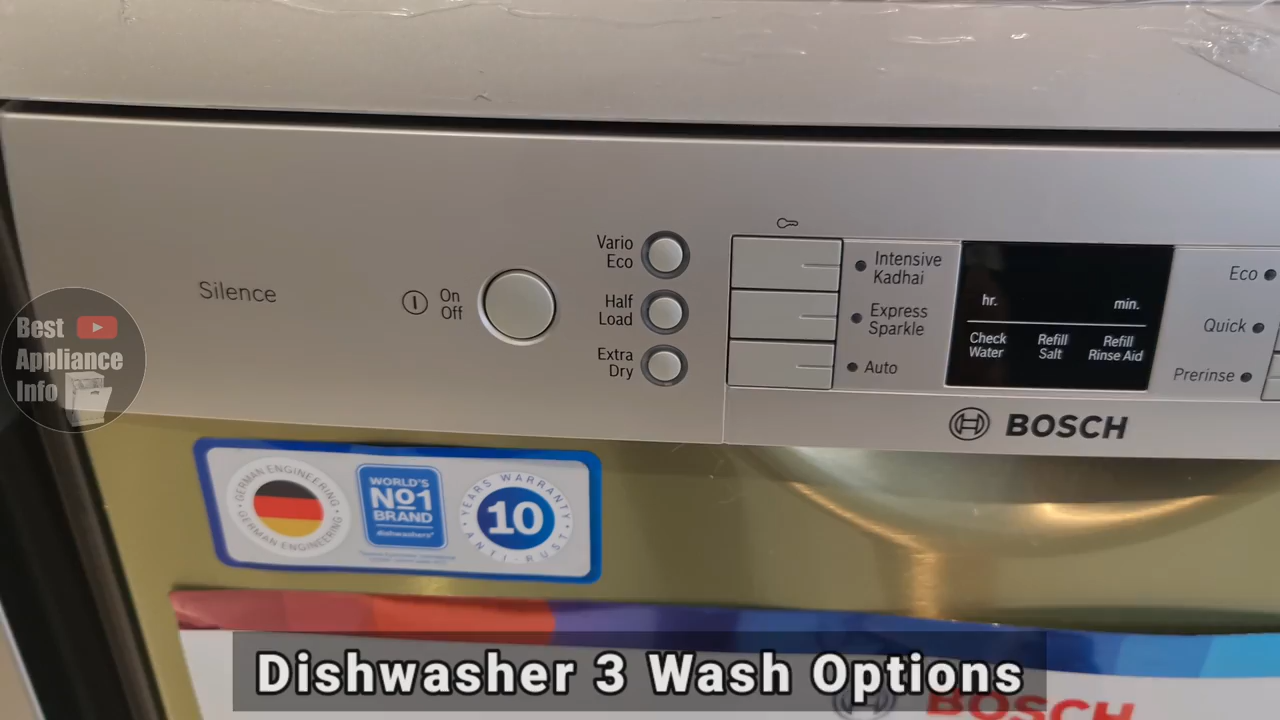 Silence
On
Off
Vario
Eco
Half
Load
Extra
Dry
Intensive
Kadhai
Express
Sparkle
Auto
hr.
min.
Check
Water
Refill
Salt
Refill
Rinse Aid
Eco
Quick
Prerinse
BOSCH
Best
Appliance
Info
GERMAN ENGINEERING
GERMAN ENGINEERING
WORLD'S
No1
BRAND
dishwashers*
YEARS WARRANTY
10
ANTI-RUST
Dishwasher 3 Wash Options
BOSCH